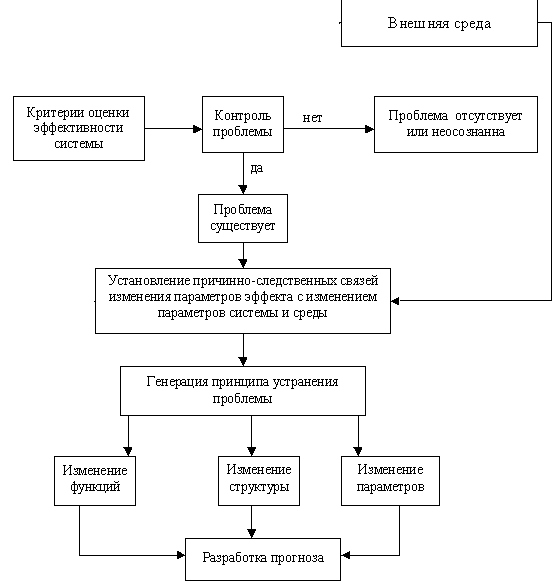 Внешняя среда
Критерии оценки
эффективности
системы
Контроль
проблемы
нет
Проблема отсутствует
или неосознанна
да
Проблема
существует
Установление причинно-следственных связей
изменения параметров эффекта с изменением
параметров системы и среды
Генерация принципа устранения
проблемы
Изменение
функций
Изменение
структуры
Изменение
параметров
Разработка прогноза